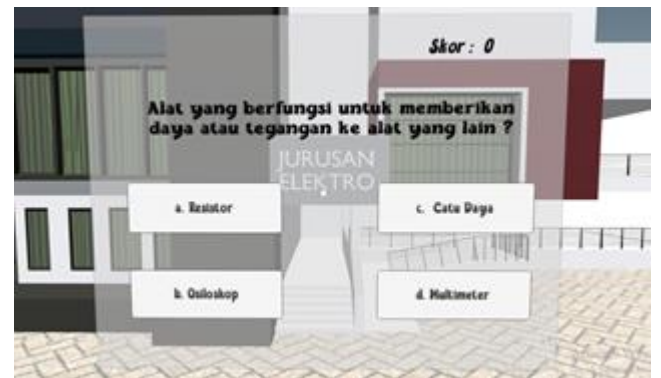 Skor : 0
Alat yang berfungsi untuk memberikan
daya atau tegangan ke alat yang lain ?
JURUSAN
ELEKTRO
a. Resistor
c. Catu Daya
b. Osiloskop
d. Multimeter